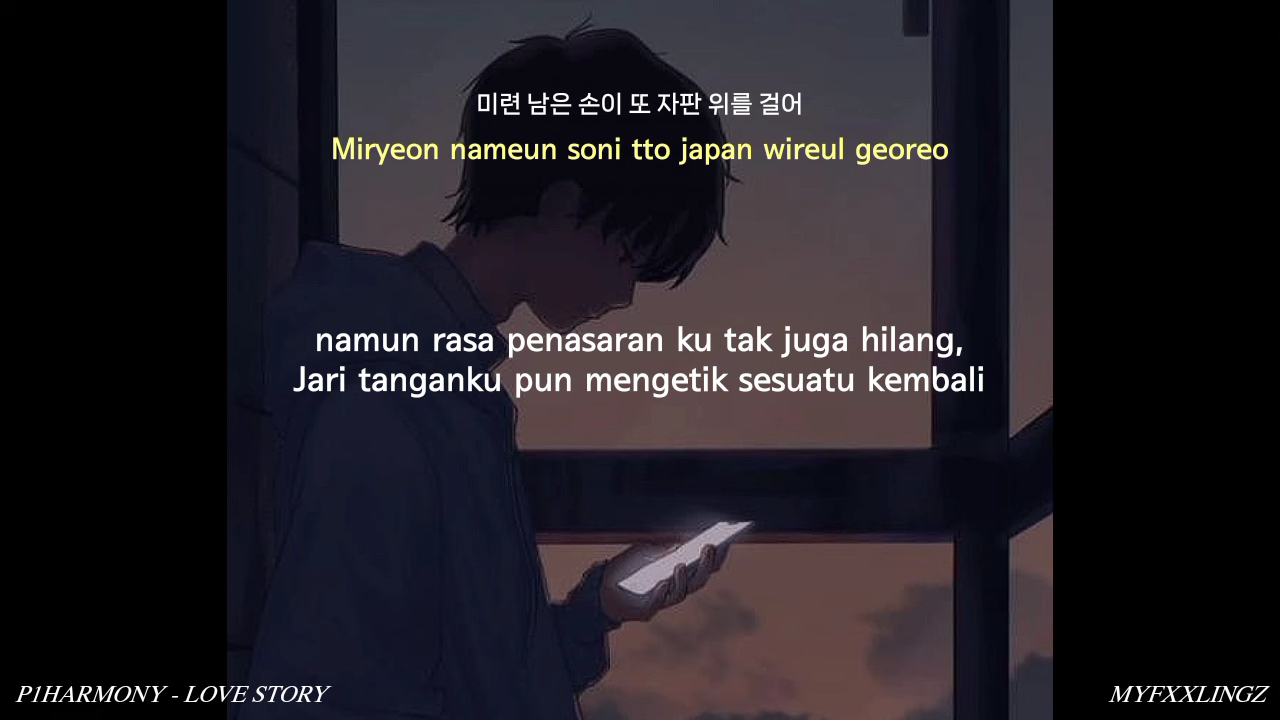 미련 남은 손이 또 자판 위를 걸어
Miryeon nameun soni tto japan wireul georeo
namun rasa penasaran ku tak juga hilang,
Jari tanganku pun mengetik sesuatu kembali
P1HARMONY - LOVE STORY
MYFXXLINGZ